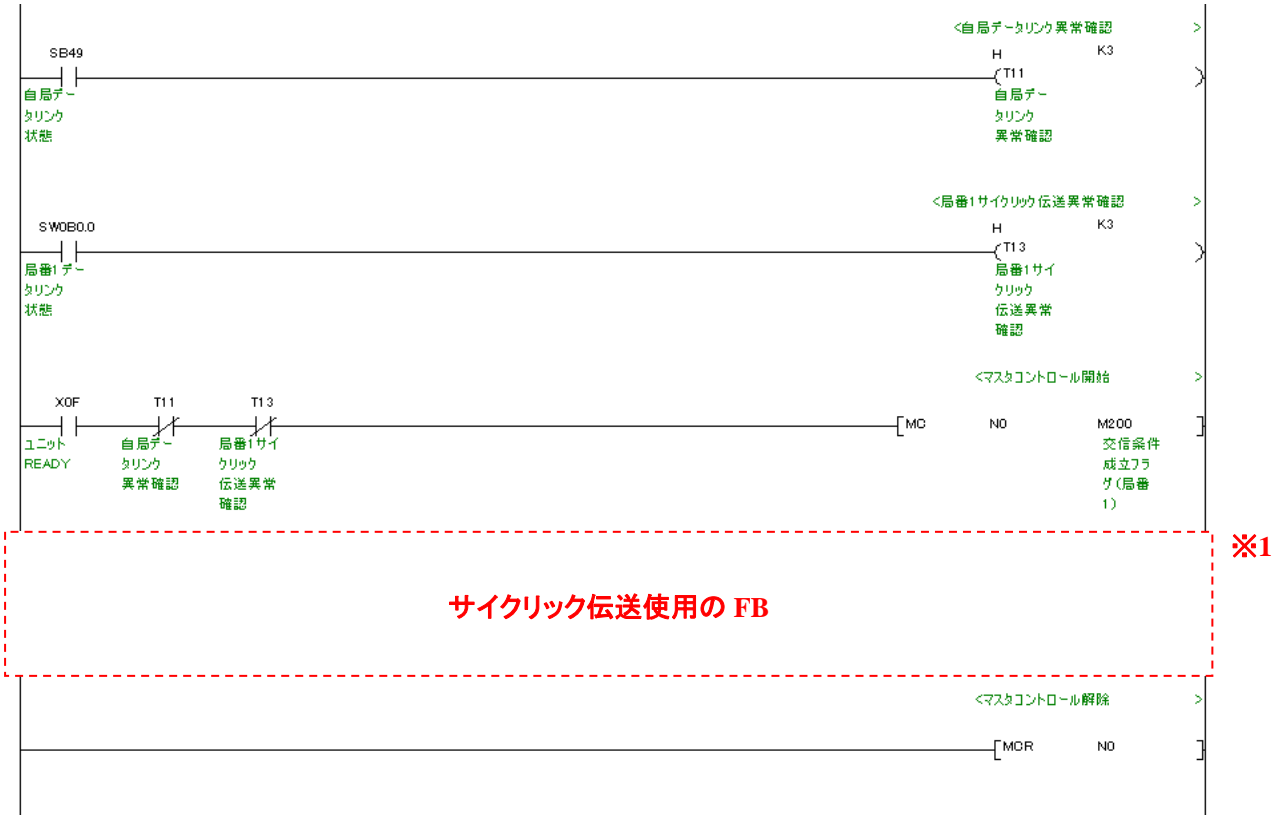 <自局データリンク異常確認 >
SB49
H K3
T11
自局デー
タリンク
状態
自局デー
タリンク
異常確認
<局番1サイクリック伝送異常確認 >
SW0B0.0
H K3
T13
局番1デー
タリンク
状態
局番1サイ
クリック
伝送異常
確認
<マスタコントロール開始 >
X0F T11 T13
MC N0 M200
ユニット
READY
自局デー
タリンク
異常確認
局番1サイ
クリック
伝送異常
確認
交信条件
成立フラ
グ(局番
1)
※1
サイクリック伝送使用の FB
<マスタコントロール解除 >
MCR N0